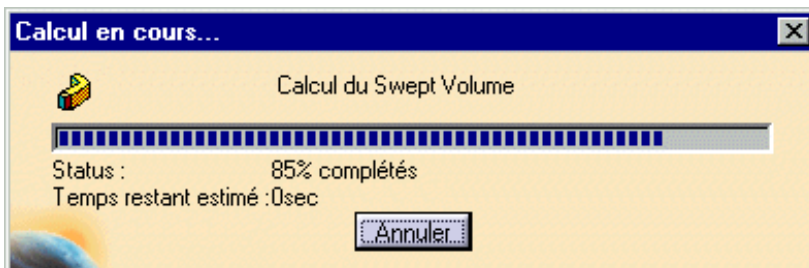 Calcul en cours...
Calcul du Swept Volume
Status : 85% complétés
Temps restant estimé :0sec
Annuler